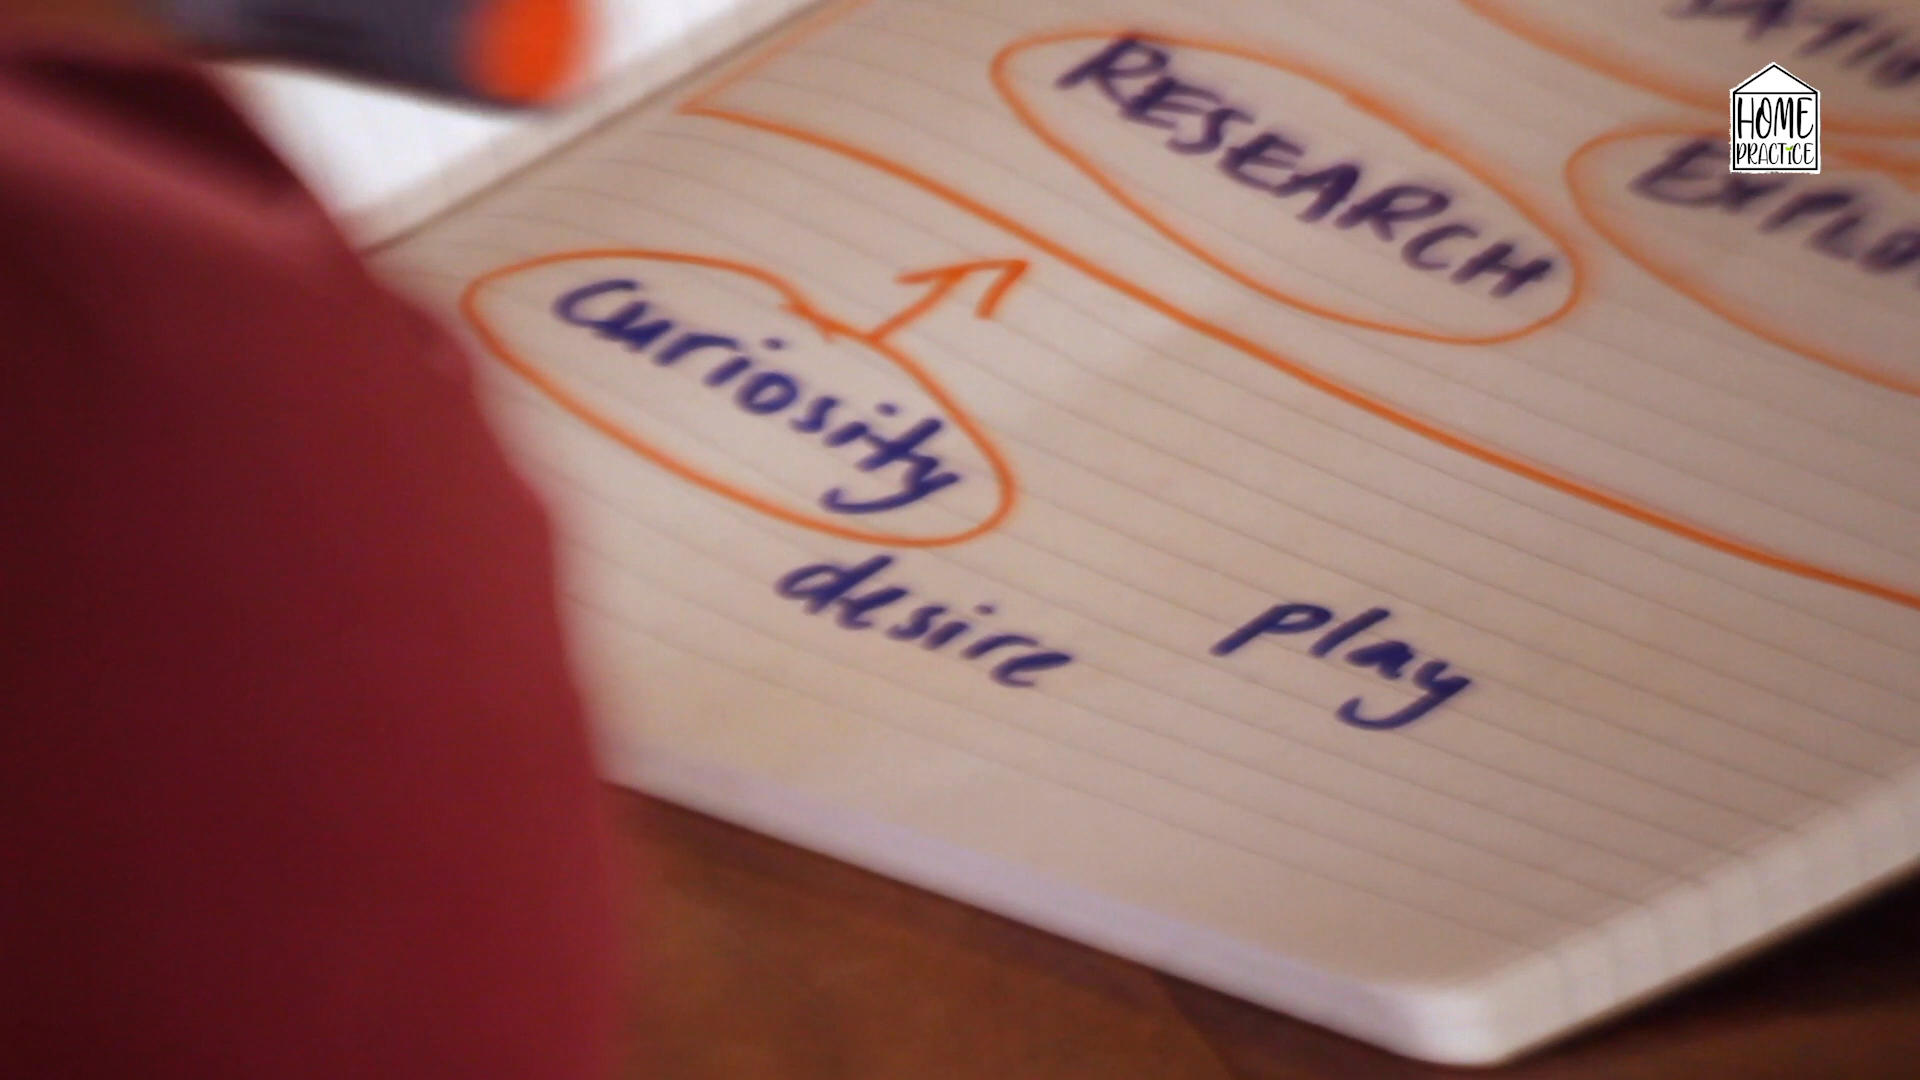 RESEARCH
Curiosity
desire
play
HOME
PRACTICE